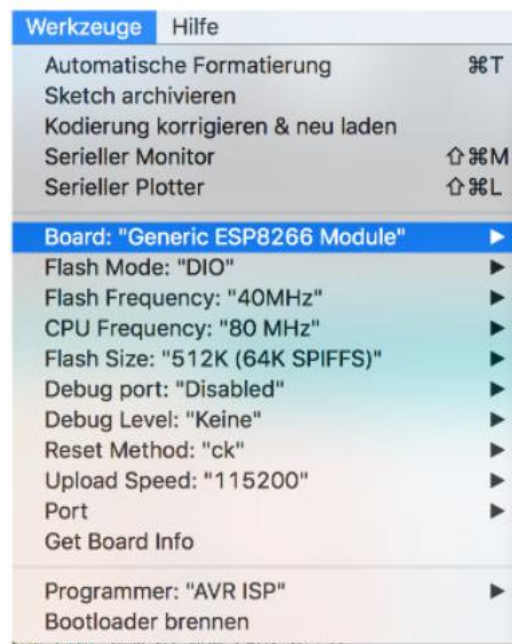 Werkzeuge Hilfe
Automatische Formatierung ⌘T
Sketch archivieren
Kodierung korrigieren & neu laden
Serieller Monitor ⇧⌘M
Serieller Plotter ⇧⌘L
Board: "Generic ESP8266 Module"
Flash Mode: "DIO"
Flash Frequency: "40MHz"
CPU Frequency: "80 MHz"
Flash Size: "512K (64K SPIFFS)"
Debug port: "Disabled"
Debug Level: "Keine"
Reset Method: "ck"
Upload Speed: "115200"
Port
Get Board Info
Programmer: "AVR ISP"
Bootloader brennen